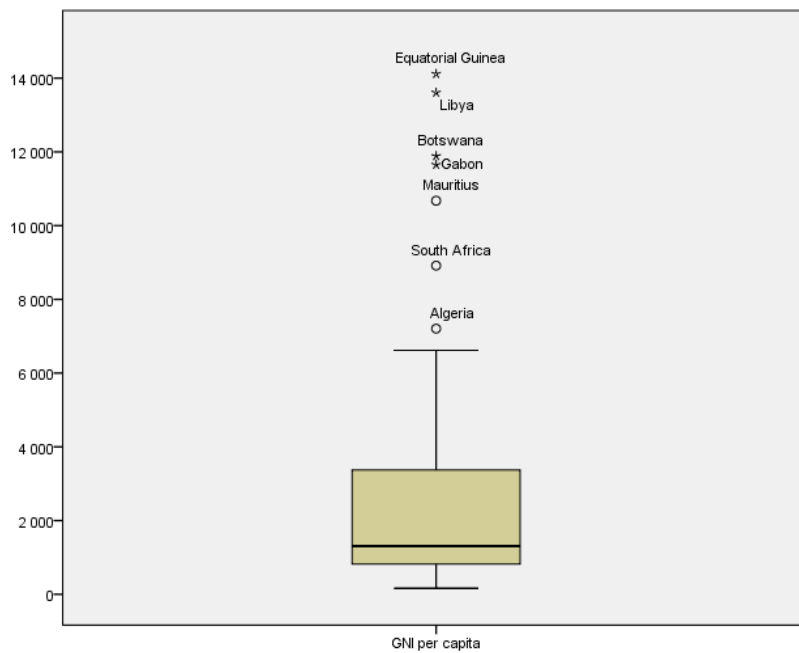 Equatorial Guinea
14 000
Libya
Botswana
12 000
Gabon
Mauritius
10 000
South Africa
8 000
Algeria
6 000
4 000
2 000
0
GNI per capita